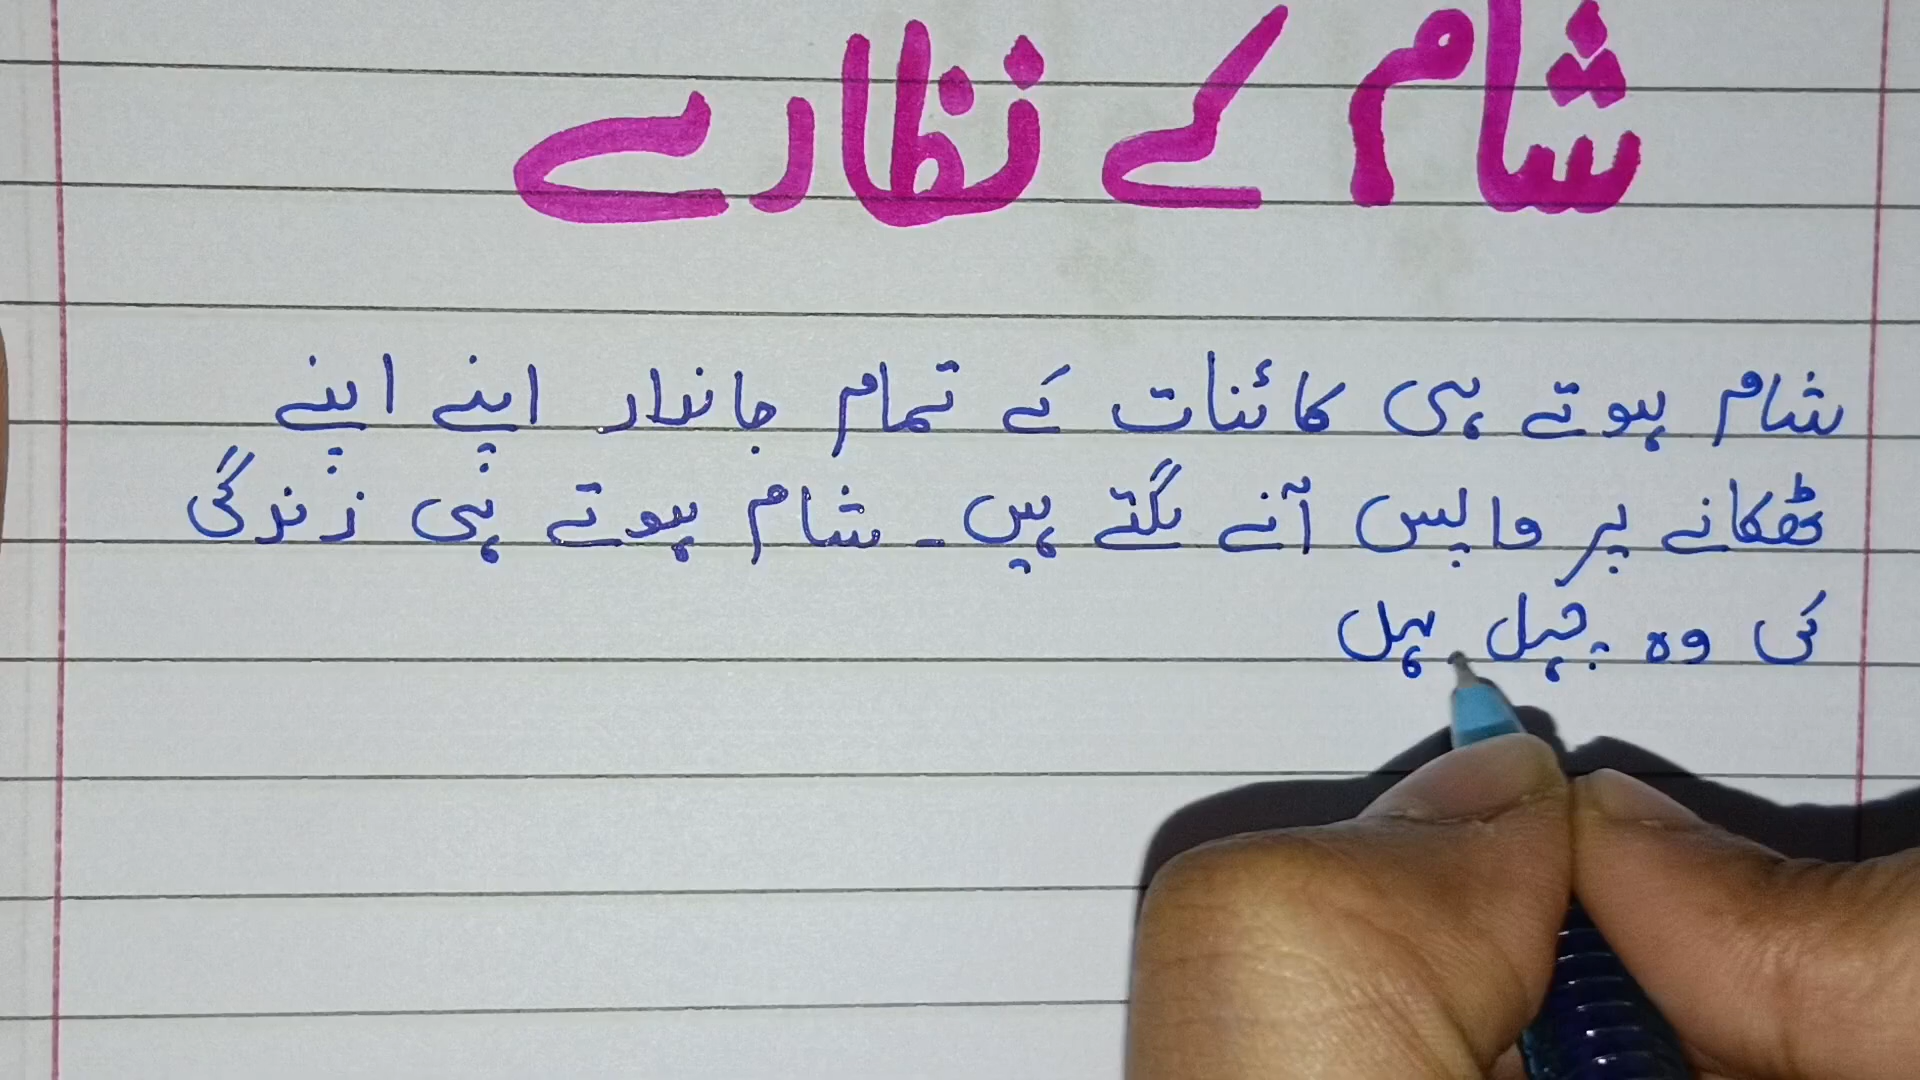 شام کے نظارے
شام ہوتے ہی کائنات کے تمام جاندار اپنے اپنے
ٹھکانے پر واپس آنے لگتے ہیں۔ شام ہوتے ہی زندگی
کی وہ چہل پہل